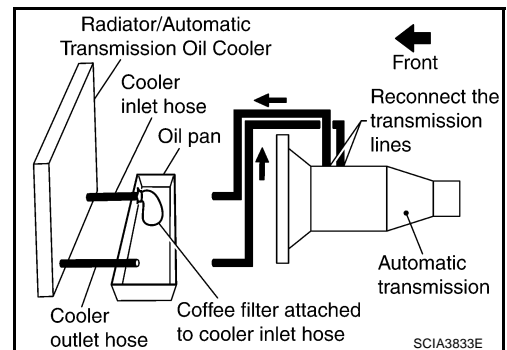 Radiator/Automatic
Transmission Oil Cooler
Front
Cooler
inlet hose
Reconnect the
transmission
lines
Oil pan
Automatic
transmission
Cooler
outlet hose
Coffee filter attached
to cooler inlet hose
SCIA3833E